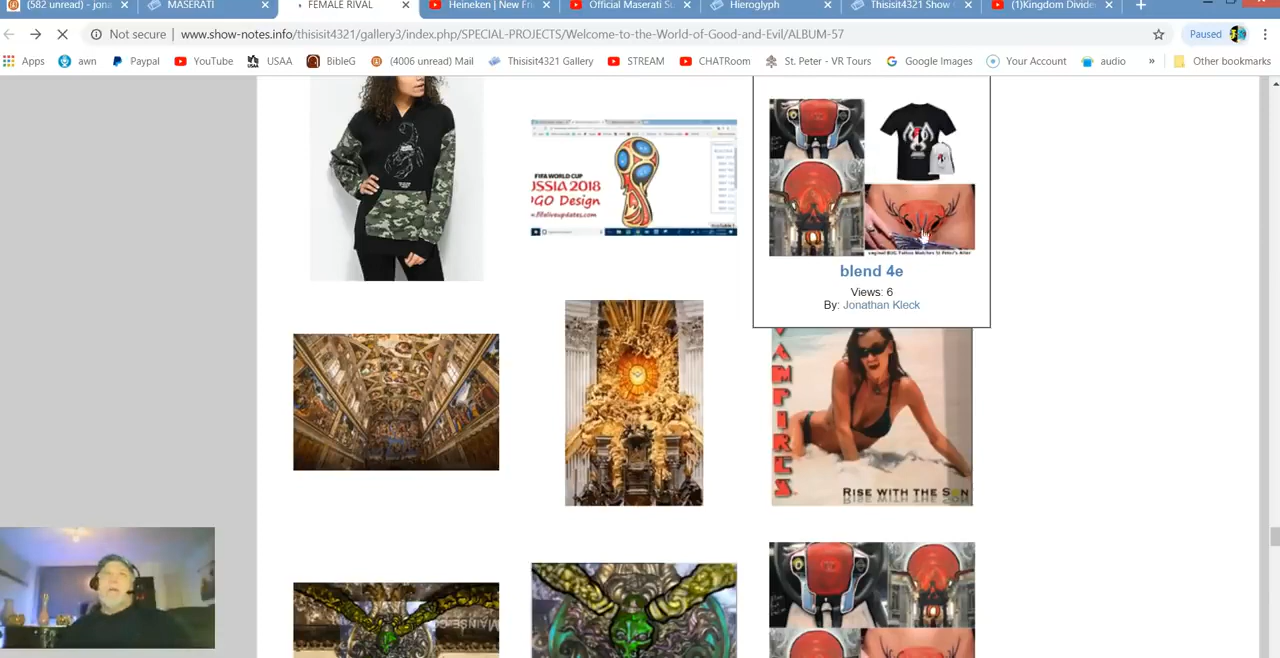 (582 unread) - jona
MASERATI
FEMALE RIVAL
Heineken | New Fri
Official Maserati Su
Hieroglyph
Thisisit4321 Show
(1)Kingdom Divide
Not secure | www.show-notes.info/thisisit4321/gallery3/index.php/SPECIAL-PROJECTS/Welcome-to-the-World-of-Good-and-Evil/ALBUM-57
Paused
Apps
awn
Paypal
YouTube
USAA
BibleG
(4006 unread) Mail
Thisisit4321 Gallery
STREAM
CHATRoom
St. Peter - VR Tours
Google Images
Your Account
audio
»
Other bookmarks
FIFA WORLD CUP
USSIA 2018
GO Design
blend 4e
Views: 6
By: Jonathan Kleck
VAMPIRES
RISE WITH THE SON